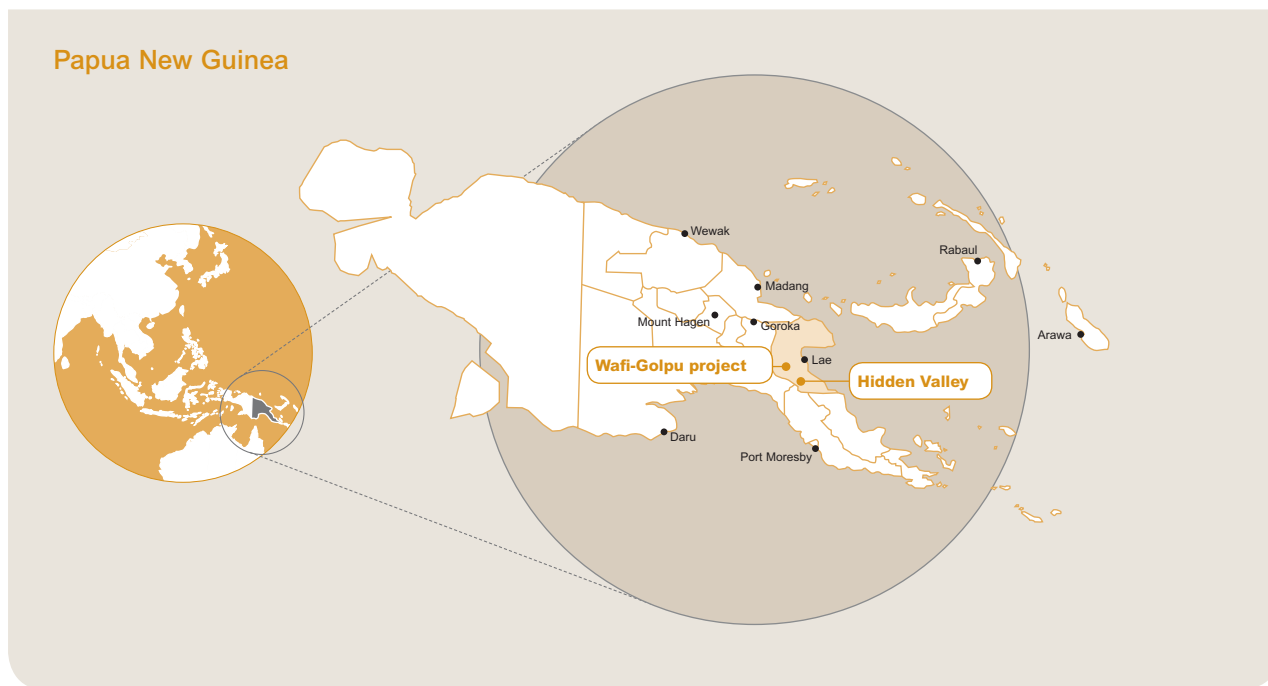 Papua New Guinea
Wewak
Rabaul
Madang
Mount Hagen
Goroka
Arawa
Lae
Wafi-Golpu project
Hidden Valley
Daru
Port Moresby